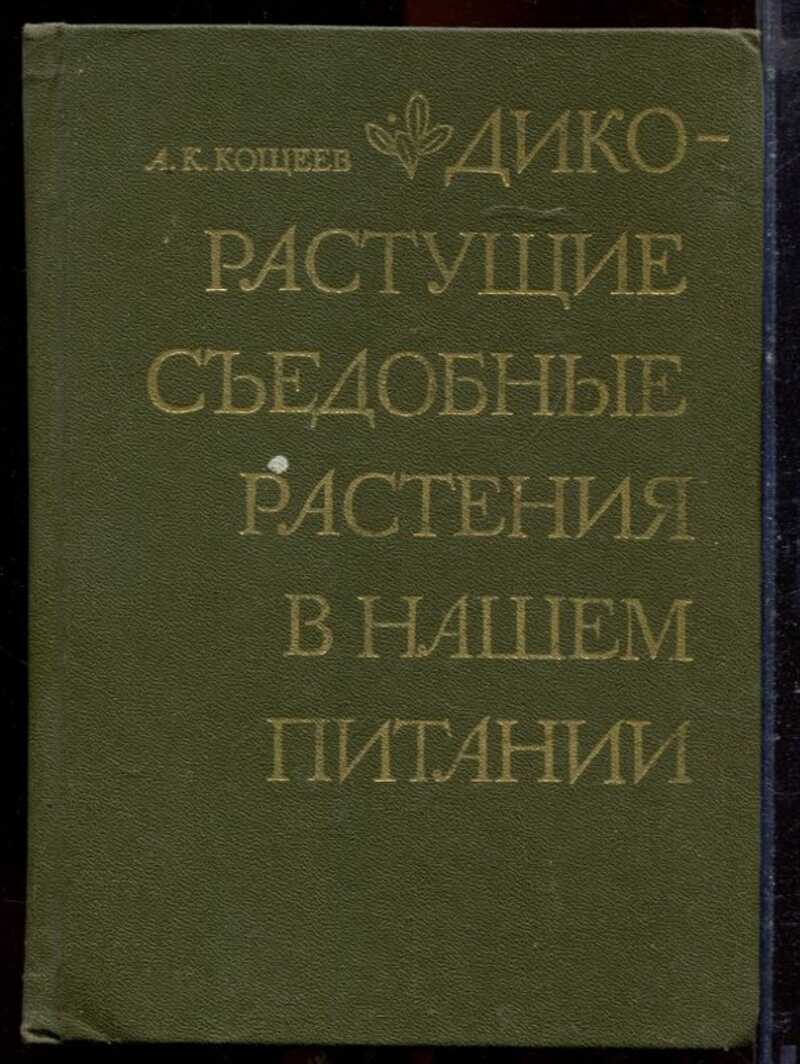 А. К. КОЩЕЕВ ДИКО-
РАСТУЩИЕ
СЪЕДОБНЫЕ
РАСТЕНИЯ
В НАШЕМ
ПИТАНИИ